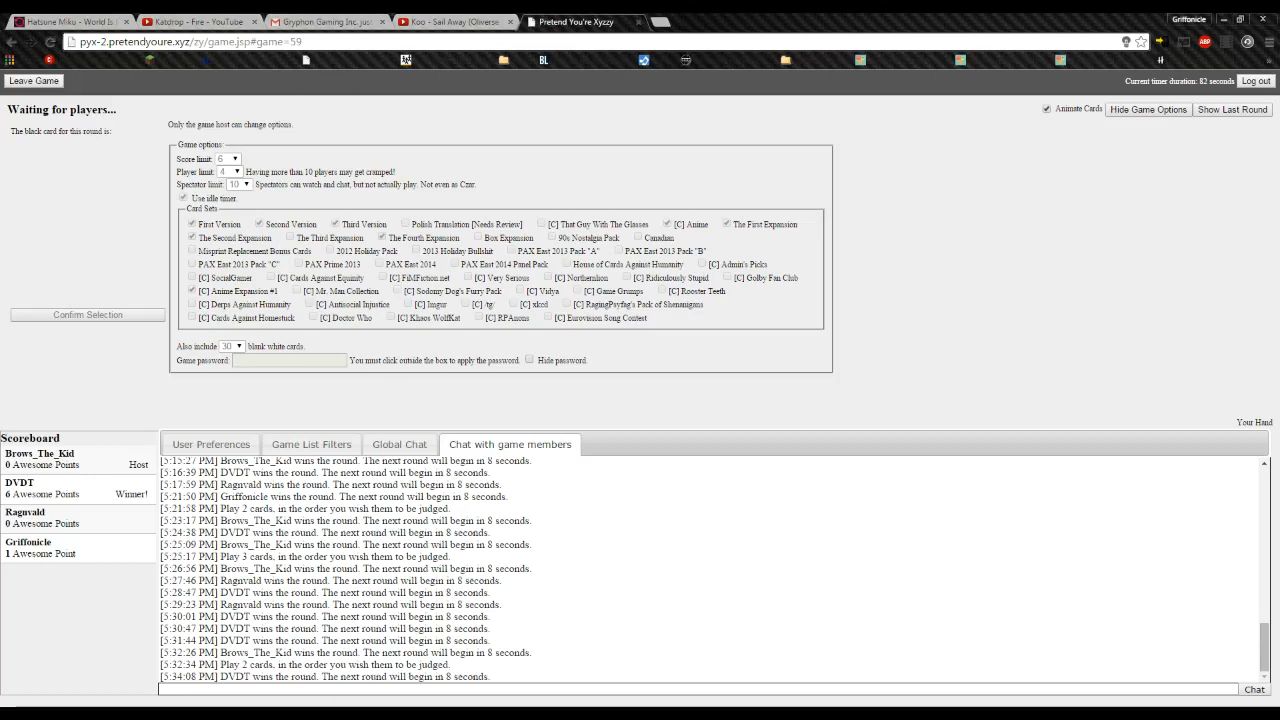 Hatsune Miku - World Is
Katdrop - Fire - YouTube
Gryphon Gaming Inc. just
Koo - Sail Away (Oliverse
Pretend You're Xyzzy
Griffonicle
pyx-2.pretendyoure.xyz/zy/game.jsp#game=59
BL
ABP
Leave Game
Current timer duration: 82 seconds
Log out
Waiting for players...
Animate Cards
Hide Game Options
Show Last Round
The black card for this round is:
Only the game host can change options.
Game options:
Score limit: 6
Player limit: 4 Having more than 10 players may get cramped!
Spectator limit: 10 Spectators can watch and chat, but not actually play. Not even as Czar.
Use idle timer.
Card Sets
First Version Second Version Third Version Polish Translation [Needs Review] [C] That Guy With The Glasses [C] Anime The First Expansion
The Second Expansion The Third Expansion The Fourth Expansion Box Expansion 90s Nostalgia Pack Canadian
Misprint Replacement Bonus Cards 2012 Holiday Pack 2013 Holiday Bullshit PAX East 2013 Pack "A" PAX East 2013 Pack "B"
PAX East 2013 Pack "C" PAX Prime 2013 PAX East 2014 PAX East 2014 Panel Pack House of Cards Against Humanity [C] Admin's Picks
[C] SocialGamer [C] Cards Against Equinity [C] FiMFiction.net [C] Very Serious [C] Northernlion [C] Ridiculously Stupid [C] Golby Fan Club
[C] Anime Expansion #1 [C] Mr. Man Collection [C] Sodomy Dog's Furry Pack [C] Vidya [C] Game Grumps [C] Rooster Teeth
[C] Derps Against Humanity [C] Antisocial Injustice [C] Imgur [C] /tg/ [C] xkcd [C] RagingPsyfag's Pack of Shenanigans
[C] Cards Against Homestuck [C] Doctor Who [C] Khaos WolfKat [C] RPAnons [C] Eurovision Song Contest
Confirm Selection
Also include 30 blank white cards.
Game password: You must click outside the box to apply the password. Hide password.
Your Hand
Scoreboard
User Preferences
Game List Filters
Global Chat
Chat with game members
Brows_The_Kid
0 Awesome Points Host
DVDT
6 Awesome Points Winner!
Ragnvald
0 Awesome Points
Griffonicle
1 Awesome Point
[5:15:27 PM] Brows_The_Kid wins the round. The next round will begin in 8 seconds.
[5:16:39 PM] DVDT wins the round. The next round will begin in 8 seconds.
[5:17:59 PM] Ragnvald wins the round. The next round will begin in 8 seconds.
[5:21:50 PM] Griffonicle wins the round. The next round will begin in 8 seconds.
[5:21:58 PM] Play 2 cards, in the order you wish them to be judged.
[5:23:17 PM] Brows_The_Kid wins the round. The next round will begin in 8 seconds.
[5:24:38 PM] DVDT wins the round. The next round will begin in 8 seconds.
[5:25:09 PM] Brows_The_Kid wins the round. The next round will begin in 8 seconds.
[5:25:17 PM] Play 3 cards, in the order you wish them to be judged.
[5:26:56 PM] Brows_The_Kid wins the round. The next round will begin in 8 seconds.
[5:27:46 PM] Ragnvald wins the round. The next round will begin in 8 seconds.
[5:28:47 PM] DVDT wins the round. The next round will begin in 8 seconds.
[5:29:23 PM] Ragnvald wins the round. The next round will begin in 8 seconds.
[5:30:01 PM] DVDT wins the round. The next round will begin in 8 seconds.
[5:30:47 PM] DVDT wins the round. The next round will begin in 8 seconds.
[5:31:44 PM] DVDT wins the round. The next round will begin in 8 seconds.
[5:32:26 PM] Brows_The_Kid wins the round. The next round will begin in 8 seconds.
[5:32:34 PM] Play 2 cards, in the order you wish them to be judged.
[5:34:08 PM] DVDT wins the round. The next round will begin in 8 seconds.
Chat